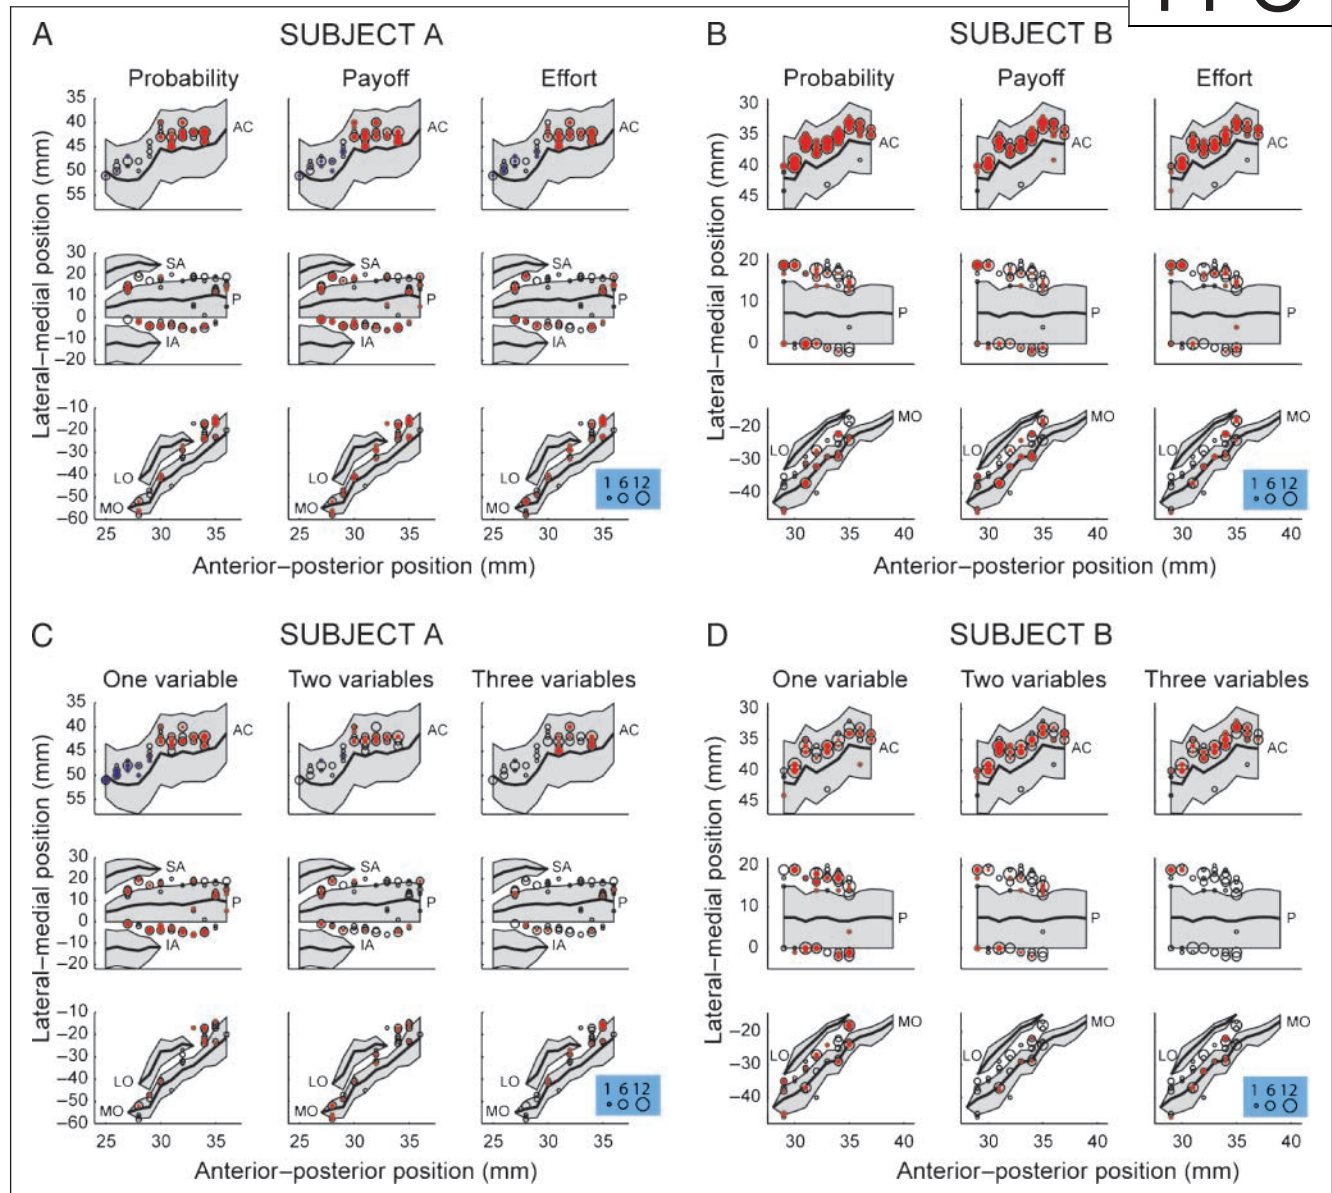 A SUBJECT A
Probability Payoff Effort
35
40
45
50
55
AC AC AC
30
20
10
0
−10
−20
SA SA SA
P P P
IA IA IA
−10
−20
−30
−40
−50
−60
LO LO LO
MO MO MO
1 6 12
25 30 35 25 30 35 25 30 35
Lateral–medial position (mm)
Anterior–posterior position (mm)
B SUBJECT B
Probability Payoff Effort
30
35
40
45
AC AC AC
20
10
0
P P P
−20
−30
−40
MO MO MO
LO LO LO
1 6 12
30 35 40 30 35 40 30 35 40
Lateral–medial position (mm)
Anterior–posterior position (mm)
C SUBJECT A
One variable Two variables Three variables
35
40
45
50
55
AC AC AC
30
20
10
0
−10
−20
SA SA SA
P P P
IA IA IA
−10
−20
−30
−40
−50
−60
LO LO LO
MO MO MO
1 6 12
25 30 35 25 30 35 25 30 35
Lateral–medial position (mm)
Anterior–posterior position (mm)
D SUBJECT B
One variable Two variables Three variables
30
35
40
45
AC AC AC
20
10
0
P P P
−20
−30
−40
MO MO MO
LO LO LO
1 6 12
30 35 40 30 35 40 30 35 40
Lateral–medial position (mm)
Anterior–posterior position (mm)